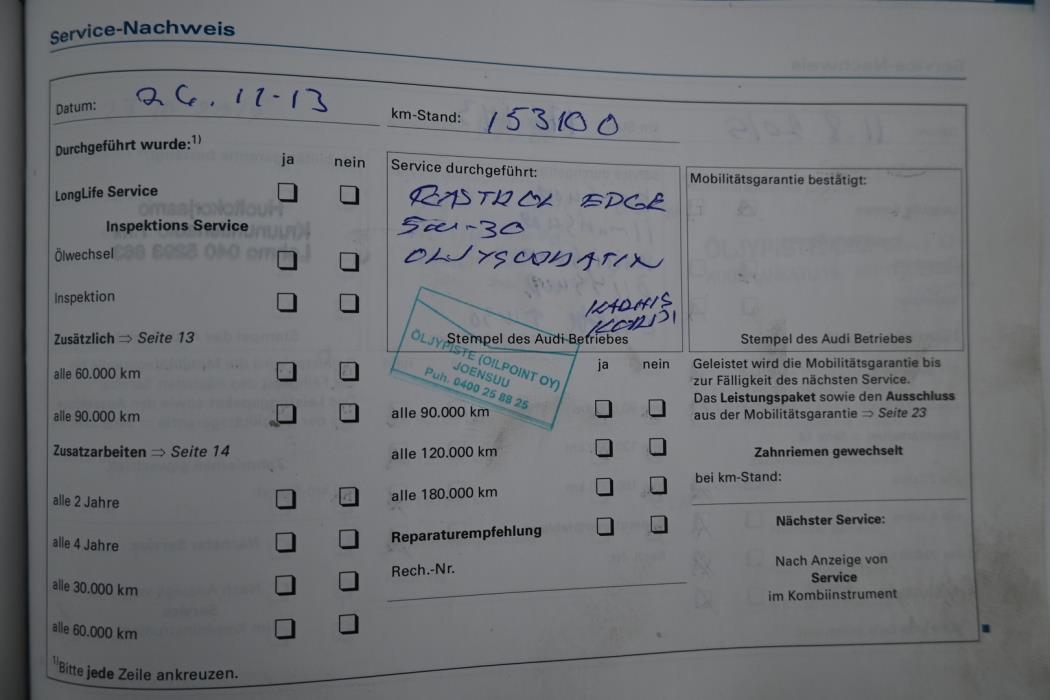 Service-Nachweis
Datum: 26.11-13
km-Stand: 153100
Durchgeführt wurde:1)
ja nein
LongLife Service
Inspektions Service
Ölwechsel
Inspektion
Zusätzlich ⇒ Seite 13
alle 60.000 km
alle 90.000 km
Zusatzarbeiten ⇒ Seite 14
alle 2 Jahre
alle 4 Jahre
alle 30.000 km
alle 60.000 km
1)Bitte jede Zeile ankreuzen.
Service durchgeführt:
EDGE
5W-30
Stempel des Audi Betriebes
ÖLJYPISTE (OILPOINT OY)
JOENSUU
Puh. 0400 25 88 25
ja nein
alle 90.000 km
alle 120.000 km
alle 180.000 km
Reparaturempfehlung
Rech.-Nr.
Mobilitätsgarantie bestätigt:
Stempel des Audi Betriebes
Geleistet wird die Mobilitätsgarantie bis
zur Fälligkeit des nächsten Service.
Das Leistungspaket sowie den Ausschluss
aus der Mobilitätsgarantie ⇒ Seite 23
Zahnriemen gewechselt
bei km-Stand:
Nächster Service:
Nach Anzeige von
Service
im Kombiinstrument